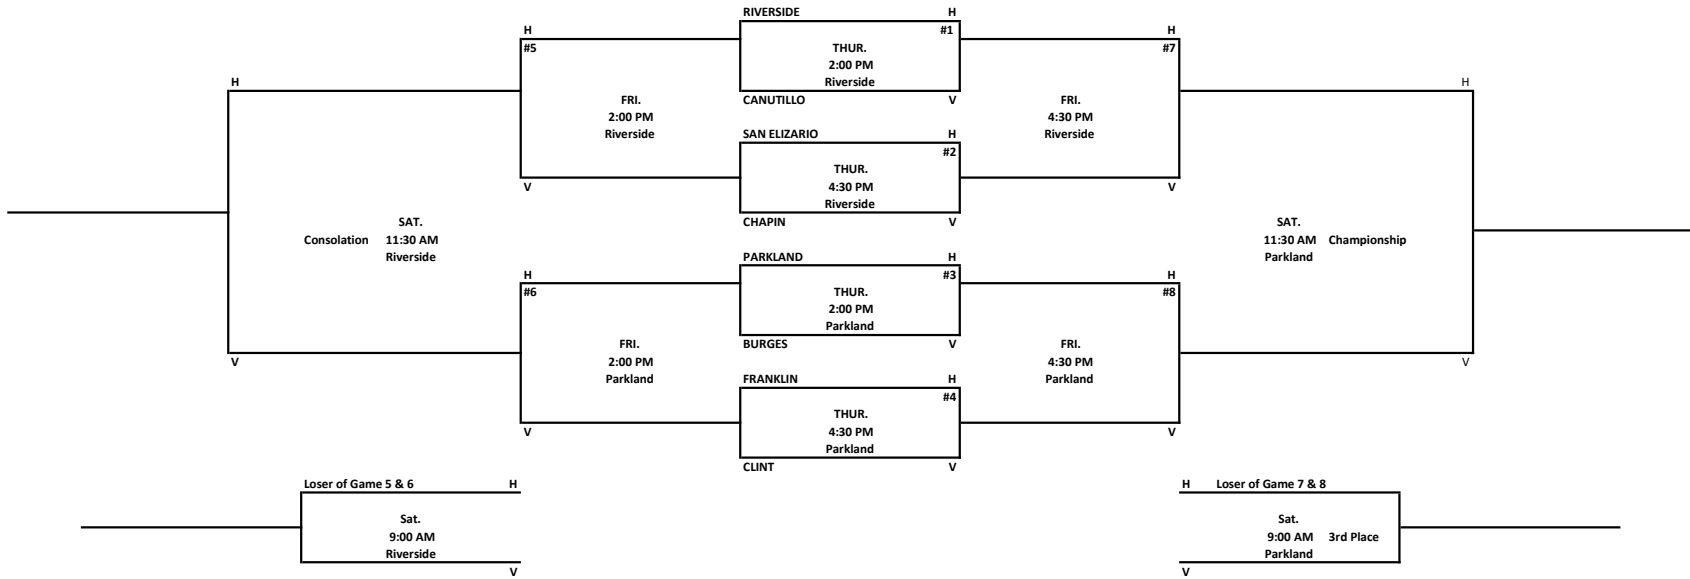 RIVERSIDE H
H #1 H
#5 THUR. #7
2:00 PM
H Riverside H
FRI. CANUTILLO V FRI.
2:00 PM 4:30 PM
Riverside SAN ELIZARIO H Riverside
#2
THUR.
V 4:30 PM V
Riverside
SAT. CHAPIN V SAT.
Consolation 11:30 AM 11:30 AM Championship
Riverside PARKLAND H Parkland
H #3 H
#6 THUR. #8
2:00 PM
Parkland
FRI. BURGES V FRI.
V 2:00 PM 4:30 PM V
Parkland FRANKLIN H Parkland
#4
THUR.
V 4:30 PM V
Parkland
CLINT V
Loser of Game 5 & 6 H H Loser of Game 7 & 8
Sat. Sat.
9:00 AM 9:00 AM 3rd Place
Riverside Parkland
V V